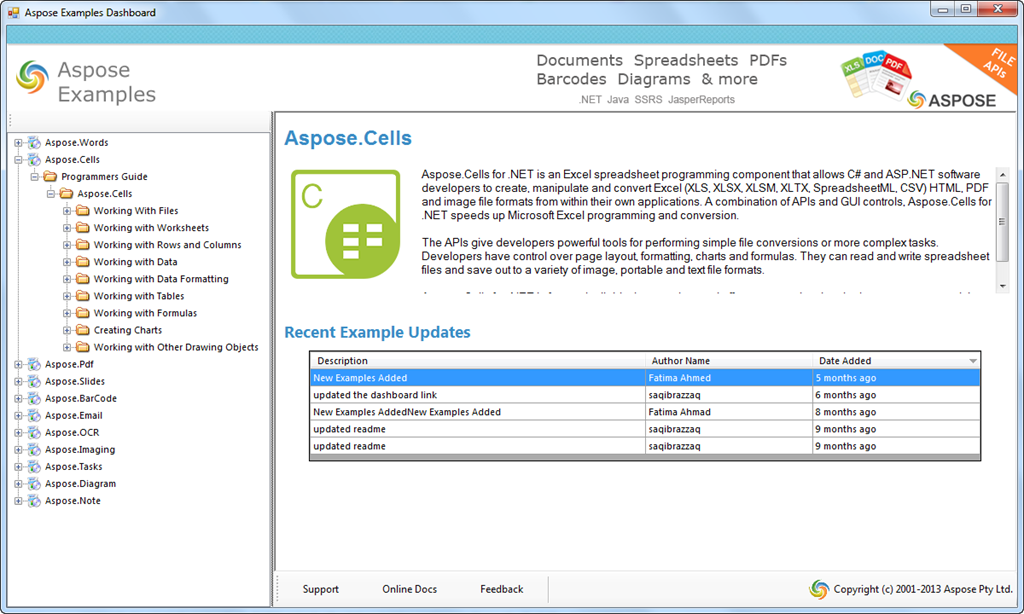 Aspose Examples Dashboard
Aspose
Examples
Documents Spreadsheets PDFs
Barcodes Diagrams & more
.NET Java SSRS JasperReports
XLS DOC PDF
ASPOSE
FILE
APIs
Aspose.Words
Aspose.Cells
Programmers Guide
Aspose.Cells
Working With Files
Working with Worksheets
Working with Rows and Columns
Working with Data
Working with Data Formatting
Working with Tables
Working with Formulas
Creating Charts
Working with Other Drawing Objects
Aspose.Pdf
Aspose.Slides
Aspose.BarCode
Aspose.Email
Aspose.OCR
Aspose.Imaging
Aspose.Tasks
Aspose.Diagram
Aspose.Note
Aspose.Cells
C
Aspose.Cells for .NET is an Excel spreadsheet programming component that allows C# and ASP.NET software
developers to create, manipulate and convert Excel (XLS, XLSX, XLSM, XLTX, SpreadsheetML, CSV) HTML, PDF
and image file formats from within their own applications. A combination of APIs and GUI controls, Aspose.Cells for
.NET speeds up Microsoft Excel programming and conversion.
The APIs give developers powerful tools for performing simple file conversions or more complex tasks.
Developers have control over page layout, formatting, charts and formulas. They can read and write spreadsheet
files and save out to a variety of image, portable and text file formats.
Recent Example Updates
Description Author Name Date Added
New Examples Added Fatima Ahmed 5 months ago
updated the dashboard link saqibrazzaq 6 months ago
New Examples AddedNew Examples Added Fatima Ahmad 8 months ago
updated readme saqibrazzaq 9 months ago
updated readme saqibrazzaq 9 months ago
Support Online Docs Feedback
Copyright (c) 2001-2013 Aspose Pty Ltd.